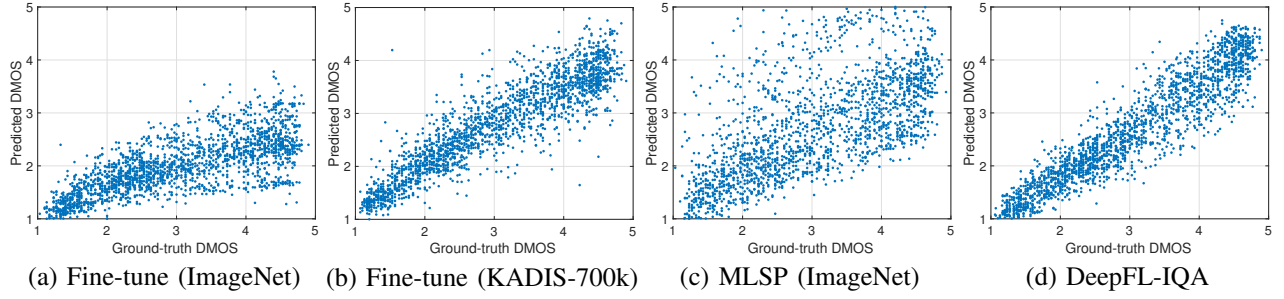 5
4
3
2
1
Predicted DMOS
1 2 3 4 5
Ground-truth DMOS
(a) Fine-tune (ImageNet)
5
4
3
2
1
Predicted DMOS
1 2 3 4 5
Ground-truth DMOS
(b) Fine-tune (KADIS-700k)
5
4
3
2
1
Predicted DMOS
1 2 3 4 5
Ground-truth DMOS
(c) MLSP (ImageNet)
5
4
3
2
1
Predicted DMOS
1 2 3 4 5
Ground-truth DMOS
(d) DeepFL-IQA